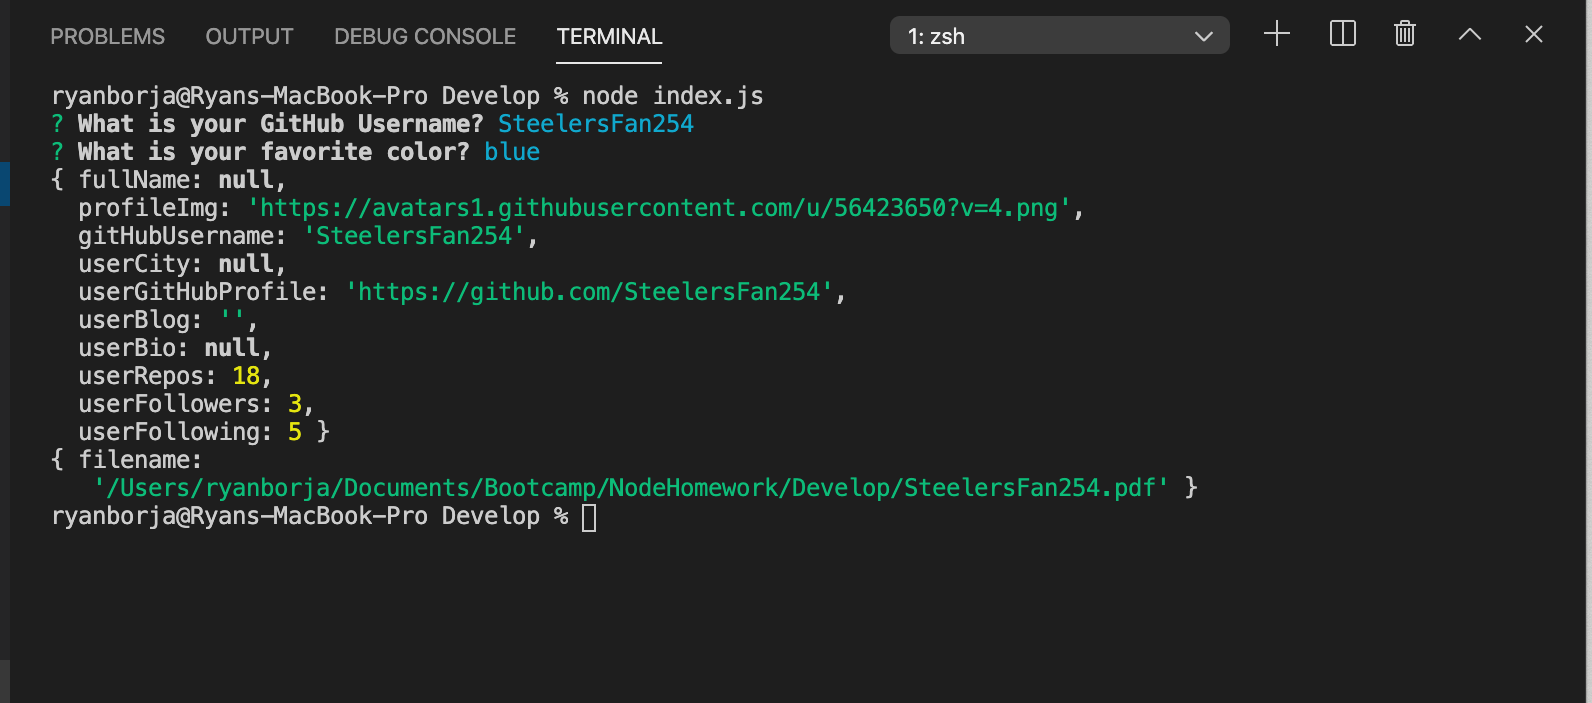 PROBLEMS OUTPUT DEBUG CONSOLE TERMINAL 1: zsh
ryanborja@Ryans-MacBook-Pro Develop % node index.js
? What is your GitHub Username? SteelersFan254
? What is your favorite color? blue
{ fullName: null,
  profileImg: 'https://avatars1.githubusercontent.com/u/56423650?v=4.png',
  gitHubUsername: 'SteelersFan254',
  userCity: null,
  userGitHubProfile: 'https://github.com/SteelersFan254',
  userBlog: '',
  userBio: null,
  userRepos: 18,
  userFollowers: 3,
  userFollowing: 5 }
{ filename:
   '/Users/ryanborja/Documents/Bootcamp/NodeHomework/Develop/SteelersFan254.pdf' }
ryanborja@Ryans-MacBook-Pro Develop %